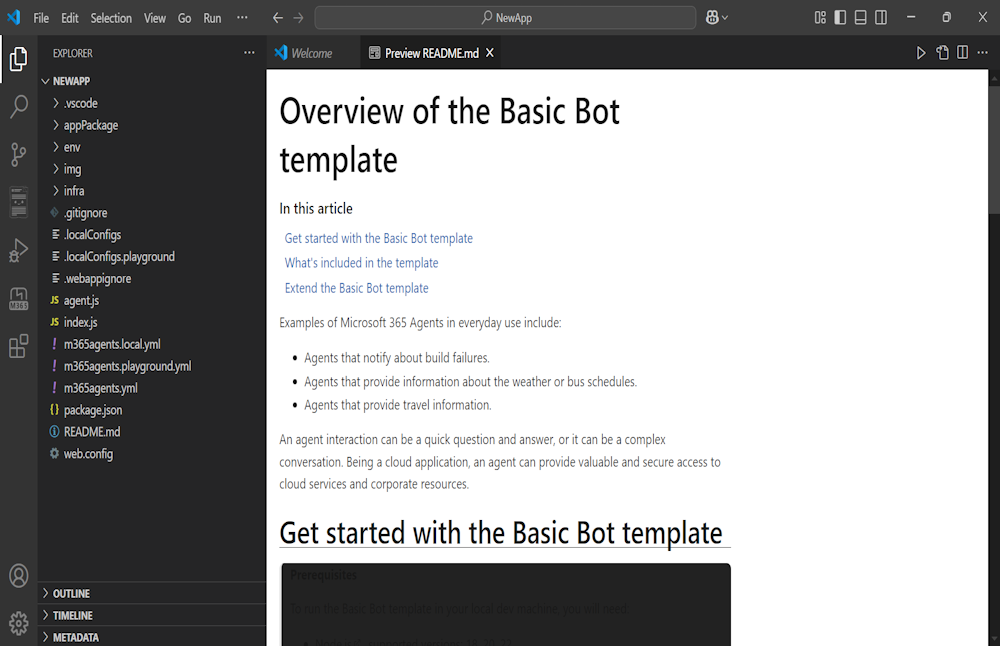 File Edit Selection View Go Run ··· NewApp
EXPLORER ···
Welcome
Preview README.md
NEWAPP
.vscode
appPackage
env
img
infra
.gitignore
.localConfigs
.localConfigs.playground
.webappignore
JS agent.js
JS index.js
! m365agents.local.yml
! m365agents.playground.yml
! m365agents.yml
{} package.json
README.md
web.config
OUTLINE
TIMELINE
METADATA
M365
Overview of the Basic Bot
template
In this article
Get started with the Basic Bot template
What's included in the template
Extend the Basic Bot template
Examples of Microsoft 365 Agents in everyday use include:
• Agents that notify about build failures.
• Agents that provide information about the weather or bus schedules.
• Agents that provide travel information.
An agent interaction can be a quick question and answer, or it can be a complex
conversation. Being a cloud application, an agent can provide valuable and secure access to
cloud services and corporate resources.
Get started with the Basic Bot template
Prerequisites
To run the Basic Bot template in your local dev machine, you will need: